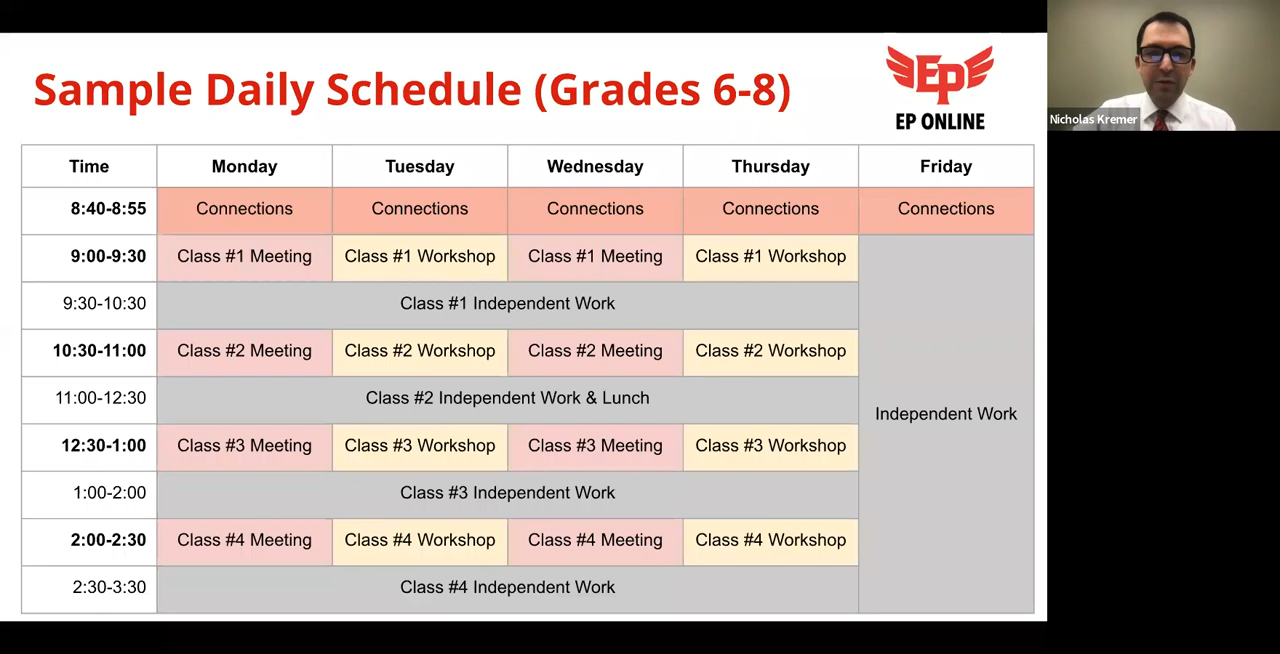 Sample Daily Schedule (Grades 6-8)
EP
EP ONLINE
Nicholas Kremer
Time Monday Tuesday Wednesday Thursday Friday
8:40-8:55 Connections Connections Connections Connections Connections
9:00-9:30 Class #1 Meeting Class #1 Workshop Class #1 Meeting Class #1 Workshop
9:30-10:30 Class #1 Independent Work
10:30-11:00 Class #2 Meeting Class #2 Workshop Class #2 Meeting Class #2 Workshop
11:00-12:30 Class #2 Independent Work & Lunch
Independent Work
12:30-1:00 Class #3 Meeting Class #3 Workshop Class #3 Meeting Class #3 Workshop
1:00-2:00 Class #3 Independent Work
2:00-2:30 Class #4 Meeting Class #4 Workshop Class #4 Meeting Class #4 Workshop
2:30-3:30 Class #4 Independent Work